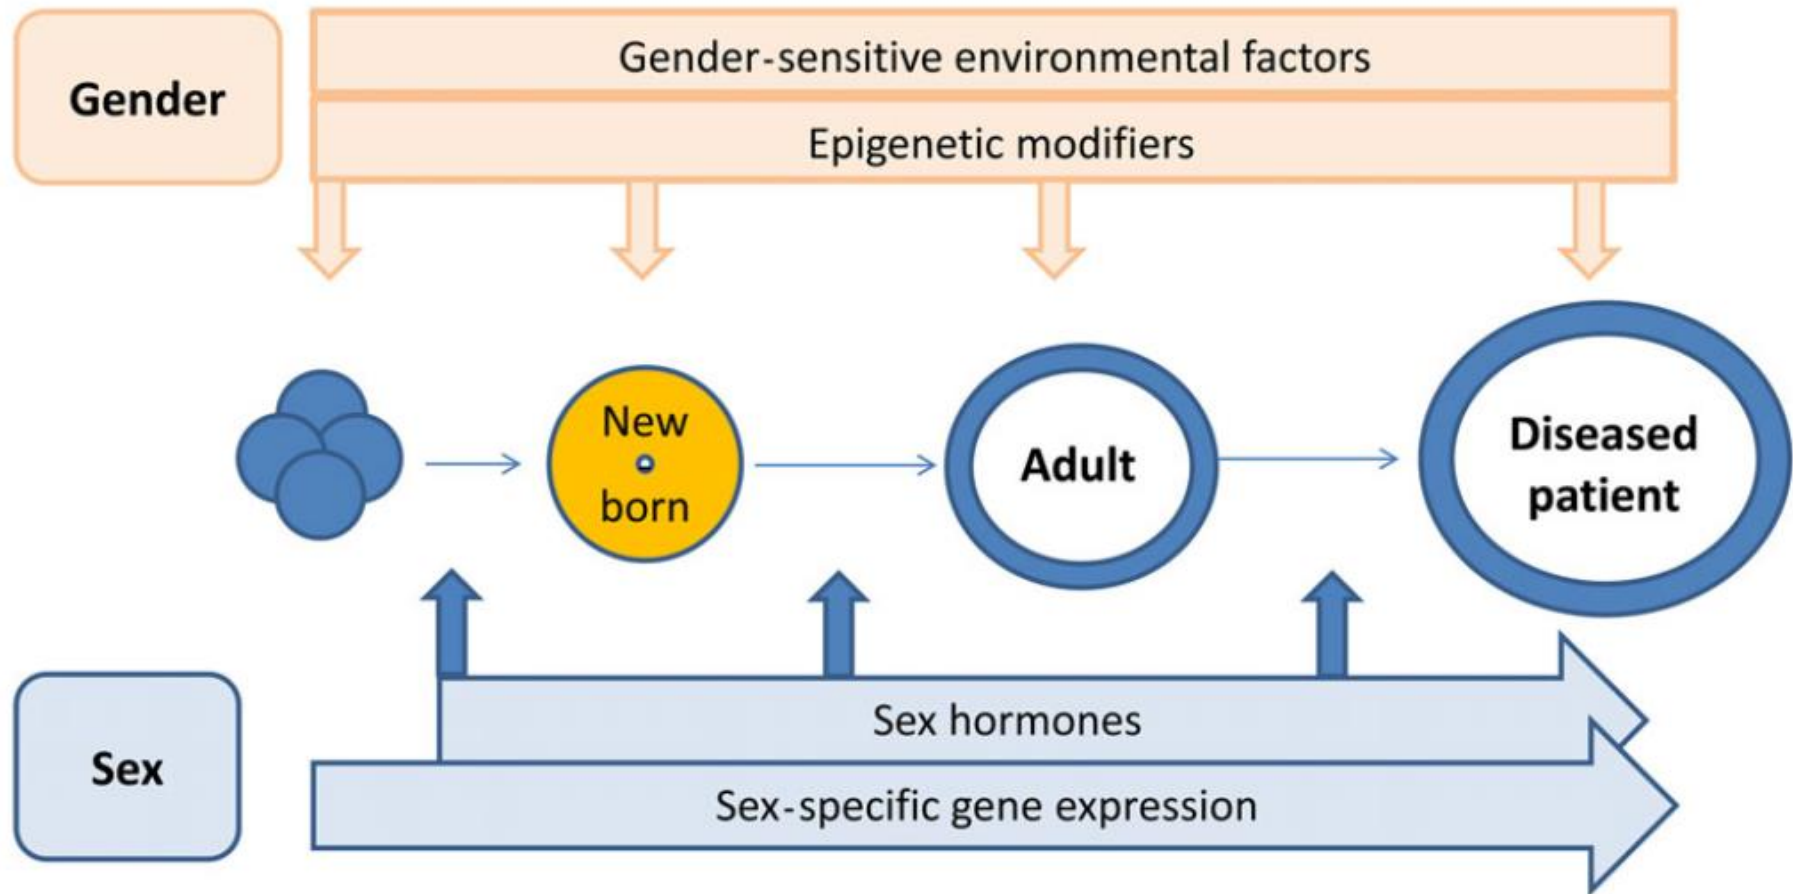 Gender
Gender-sensitive environmental factors
Epigenetic modifiers
New
born
Adult
Diseased
patient
Sex
Sex hormones
Sex-specific gene expression